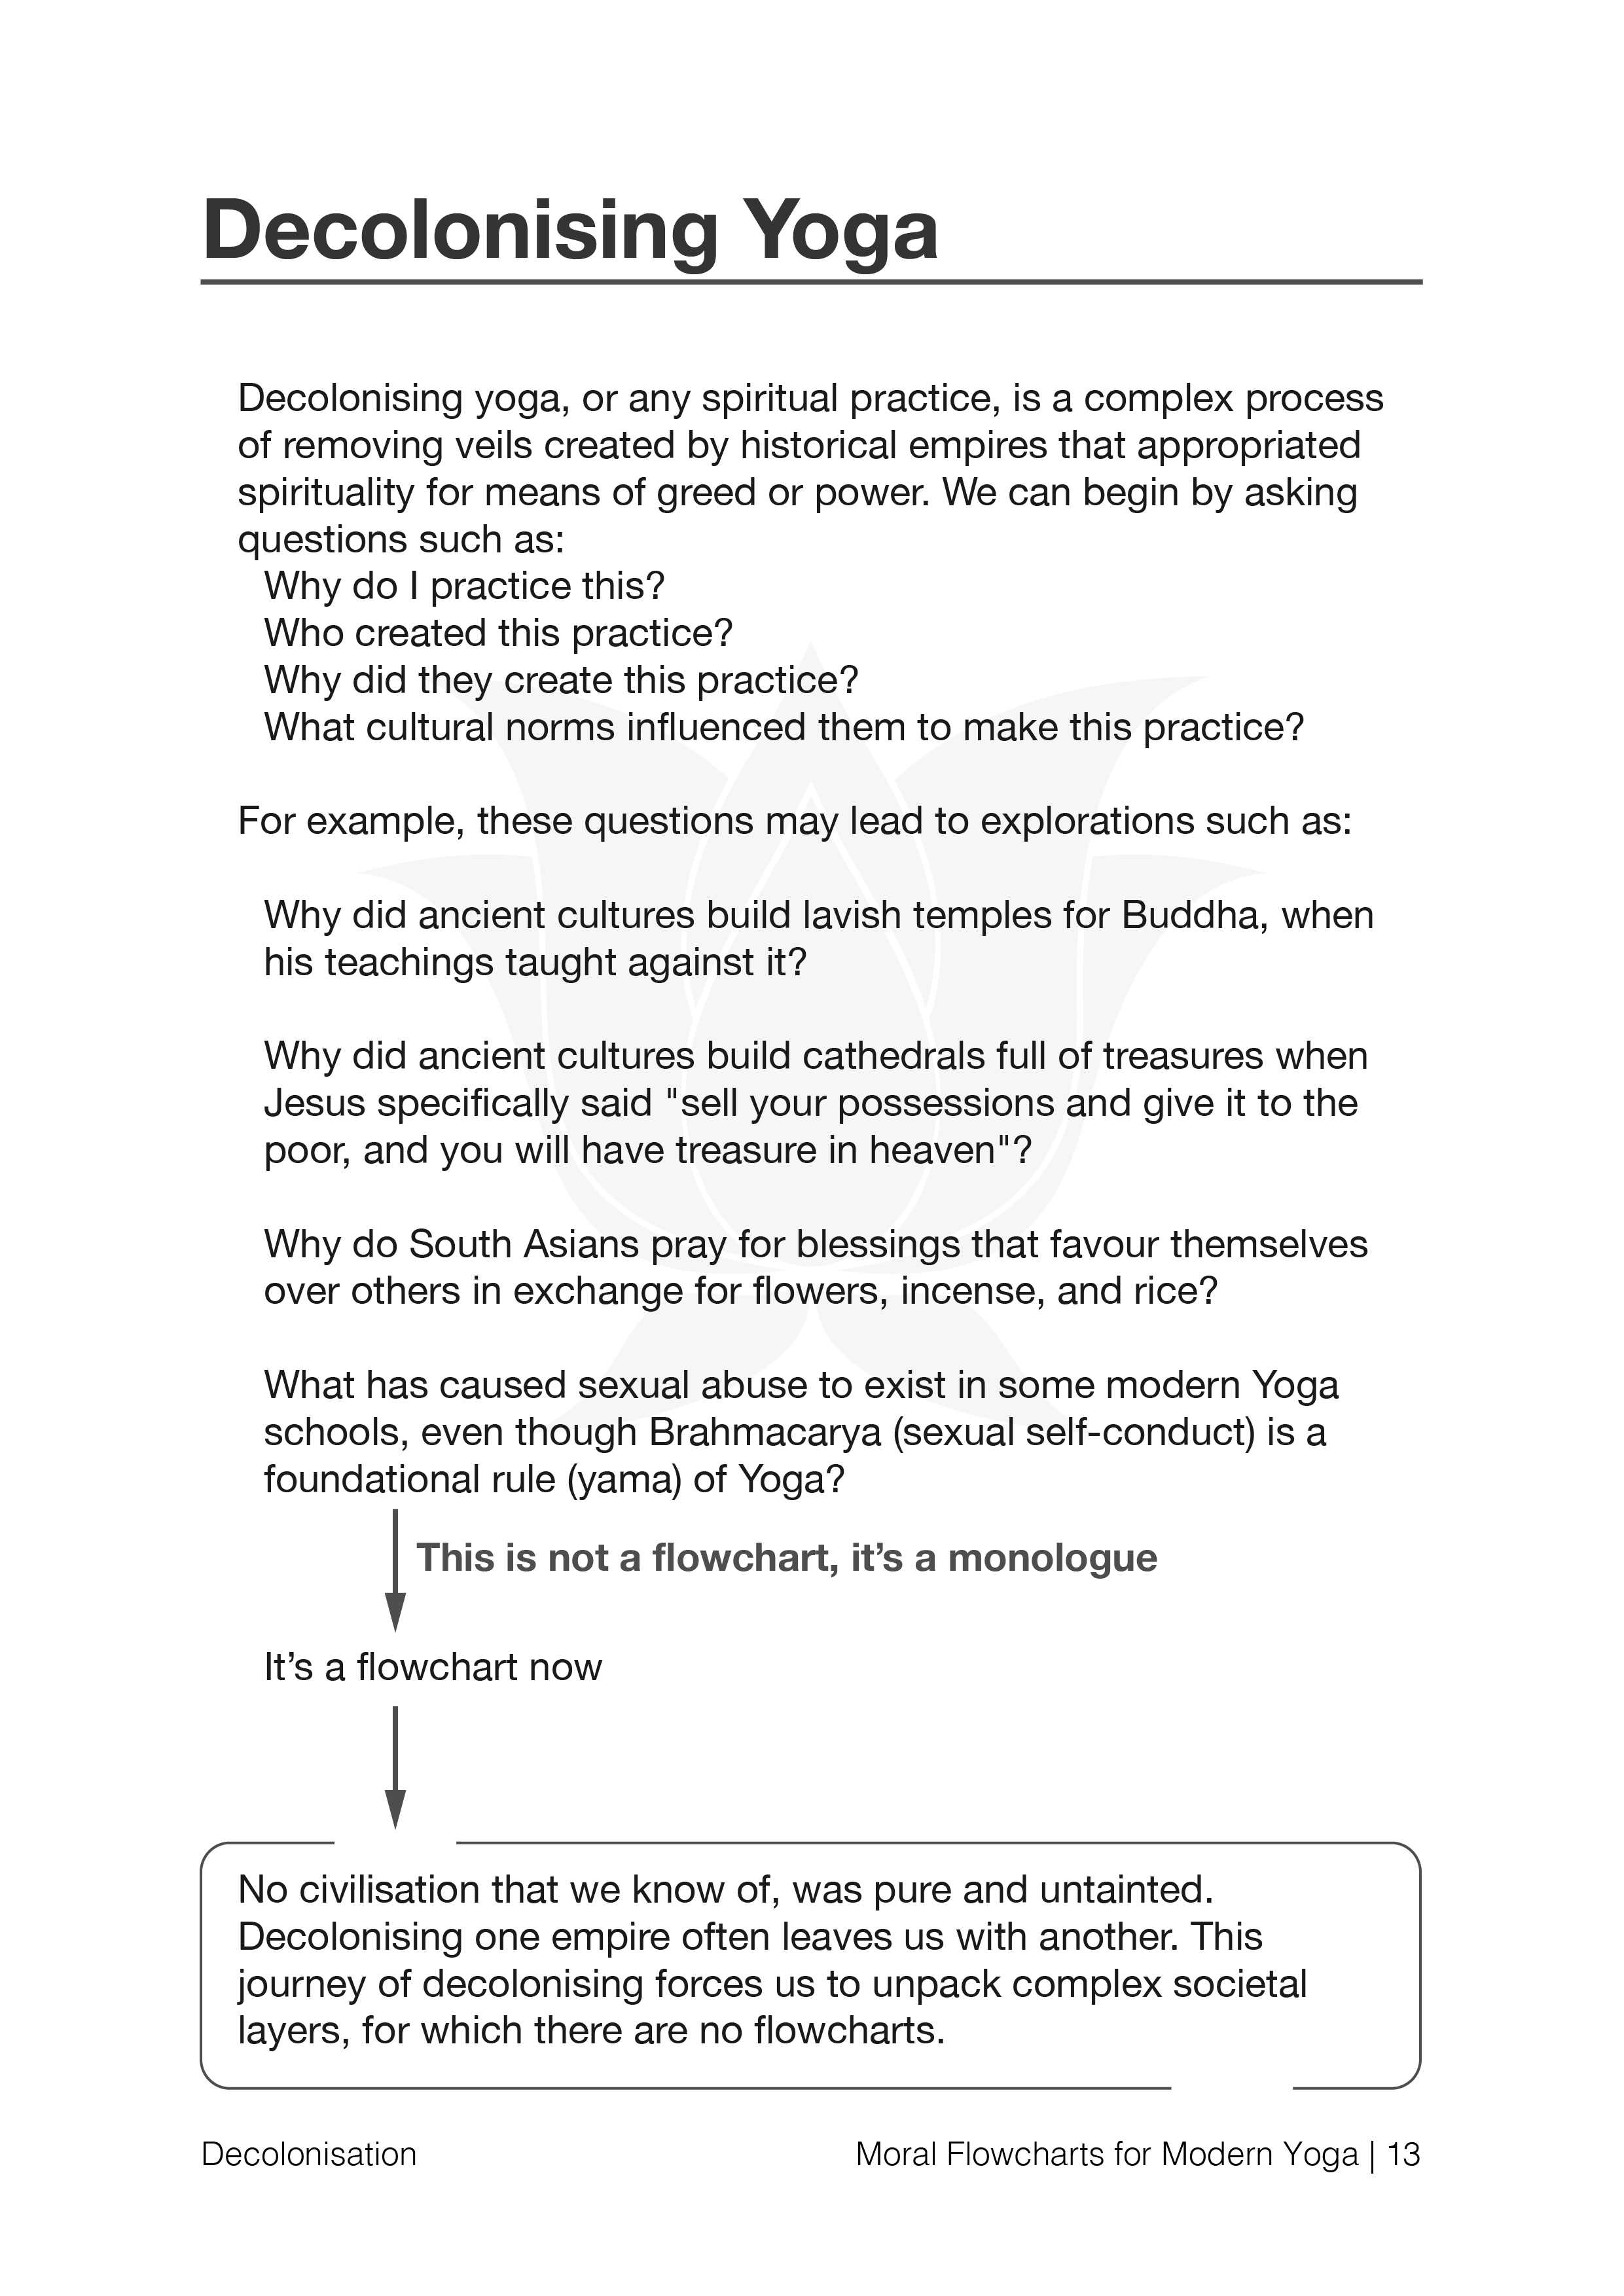 Decolonising Yoga
Decolonising yoga, or any spiritual practice, is a complex process
of removing veils created by historical empires that appropriated
spirituality for means of greed or power. We can begin by asking
questions such as:
Why do I practice this?
Who created this practice?
Why did they create this practice?
What cultural norms influenced them to make this practice?
For example, these questions may lead to explorations such as:
Why did ancient cultures build lavish temples for Buddha, when
his teachings taught against it?
Why did ancient cultures build cathedrals full of treasures when
Jesus specifically said "sell your possessions and give it to the
poor, and you will have treasure in heaven"?
Why do South Asians pray for blessings that favour themselves
over others in exchange for flowers, incense, and rice?
What has caused sexual abuse to exist in some modern Yoga
schools, even though Brahmacarya (sexual self-conduct) is a
foundational rule (yama) of Yoga?
This is not a flowchart, it’s a monologue
It’s a flowchart now
No civilisation that we know of, was pure and untainted.
Decolonising one empire often leaves us with another. This
journey of decolonising forces us to unpack complex societal
layers, for which there are no flowcharts.
Decolonisation
Moral Flowcharts for Modern Yoga | 13